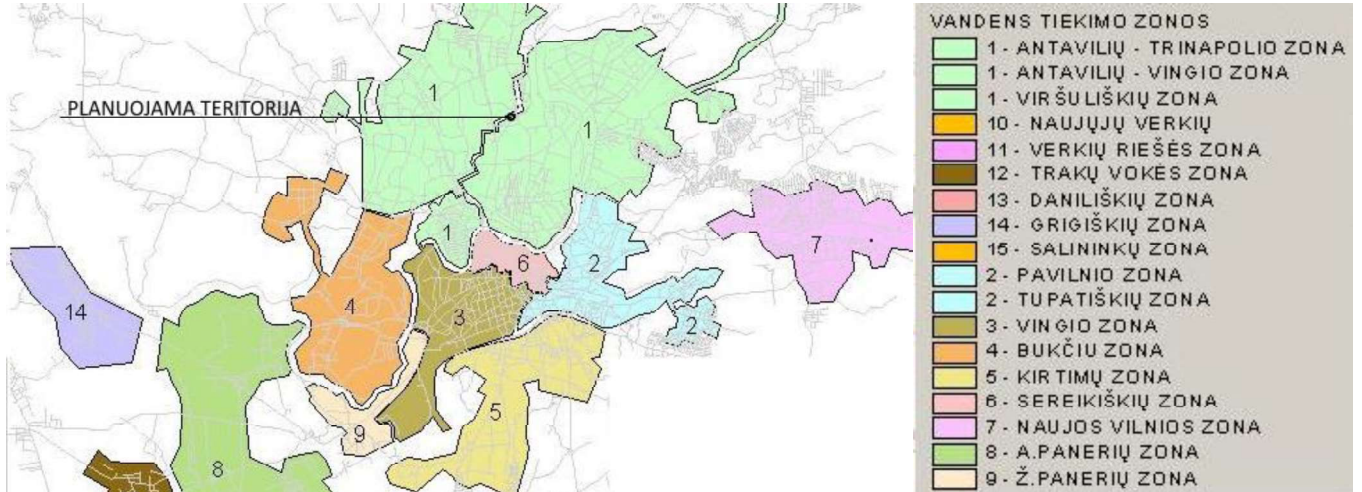 PLANUOJAMA TERITORIJA
1
1
1
6
2
2
7
14
4
3
5
9
8
VANDENS TIEKIMO ZONOS
1 - ANTAVILIŲ - TRINAPOLIO ZONA
1 - ANTAVILIŲ - VINGIO ZONA
1 - VIRŠULIŠKIŲ ZONA
10 - NAUJŲJŲ VERKIŲ
11 - VERKIŲ RIEŠĖS ZONA
12 - TRAKŲ VOKĖS ZONA
13 - DANILIŠKIŲ ZONA
14 - GRIGIŠKIŲ ZONA
15 - SALININKŲ ZONA
2 - PAVILNIO ZONA
2 - TUPATIŠKIŲ ZONA
3 - VINGIO ZONA
4 - BUKČIU ZONA
5 - KIRTIMŲ ZONA
6 - SEREIKIŠKIŲ ZONA
7 - NAUJOS VILNIOS ZONA
8 - A.PANERIŲ ZONA
9 - Ž.PANERIŲ ZONA